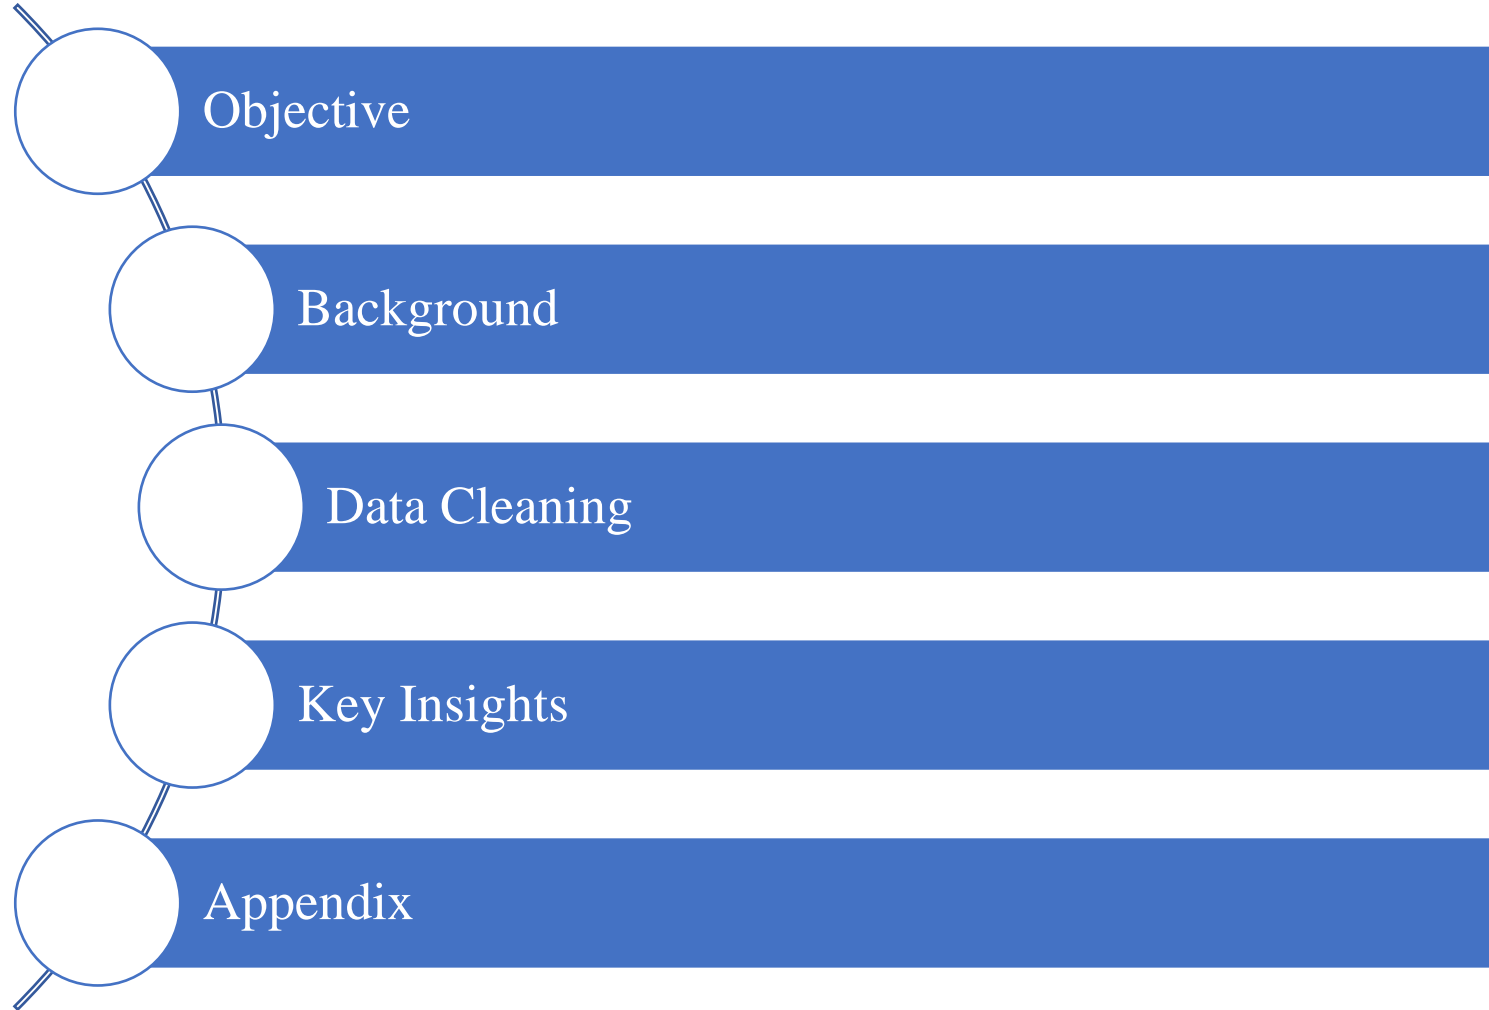 Objective
Background
Data Cleaning
Key Insights
Appendix